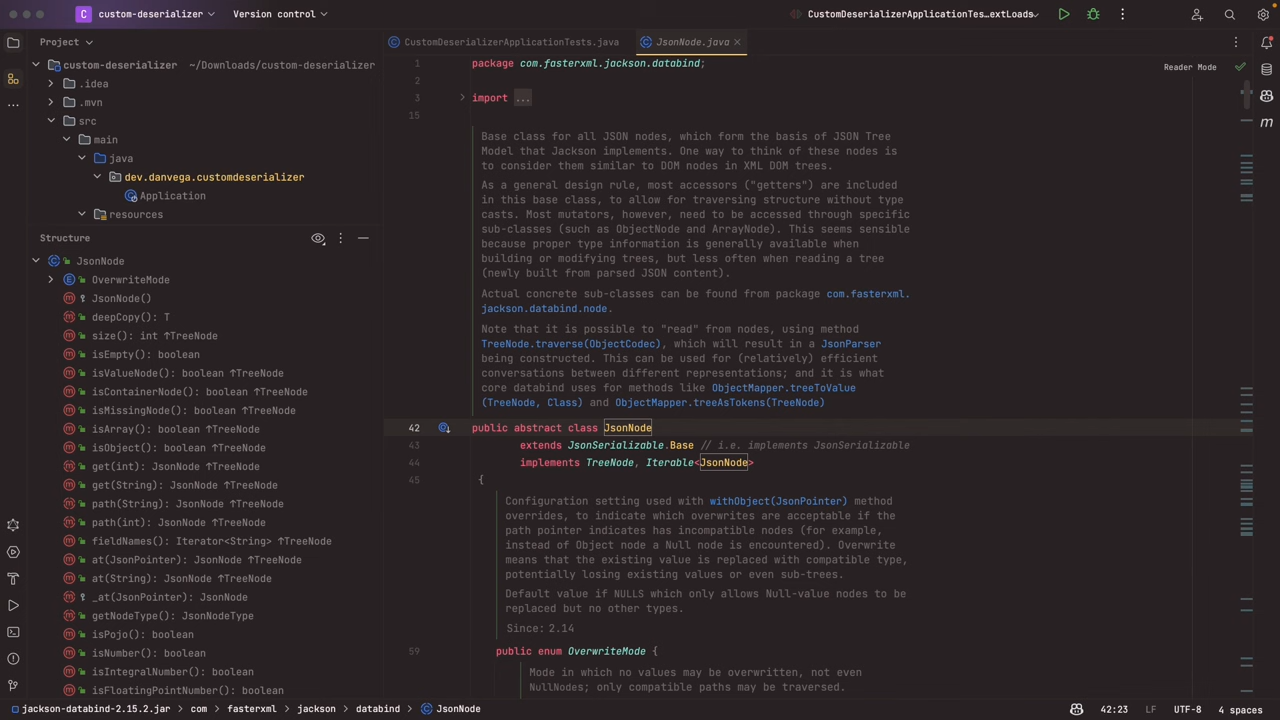 C custom-deserializer Version control CustomDeserializerApplicationTes...extLoads
Project
CustomDeserializerApplicationTests.java
JsonNode.java
custom-deserializer ~/Downloads/custom-deserializer
.idea
.mvn
src
main
java
dev.danvega.customdeserializer
Application
resources
Structure
JsonNode
OverwriteMode
JsonNode()
deepCopy(): T
size(): int ↑TreeNode
isEmpty(): boolean
isValueNode(): boolean ↑TreeNode
isContainerNode(): boolean ↑TreeNode
isMissingNode(): boolean ↑TreeNode
isArray(): boolean ↑TreeNode
isObject(): boolean ↑TreeNode
get(int): JsonNode ↑TreeNode
get(String): JsonNode ↑TreeNode
path(String): JsonNode ↑TreeNode
path(int): JsonNode ↑TreeNode
fieldNames(): Iterator<String> ↑TreeNode
at(JsonPointer): JsonNode ↑TreeNode
at(String): JsonNode ↑TreeNode
_at(JsonPointer): JsonNode
getNodeType(): JsonNodeType
isPojo(): boolean
isNumber(): boolean
isIntegralNumber(): boolean
isFloatingPointNumber(): boolean
Reader Mode
1 package com.fasterxml.jackson.databind;
2
3 import ...
15
Base class for all JSON nodes, which form the basis of JSON Tree
Model that Jackson implements. One way to think of these nodes is
to consider them similar to DOM nodes in XML DOM trees.
As a general design rule, most accessors ("getters") are included
in this base class, to allow for traversing structure without type
casts. Most mutators, however, need to be accessed through specific
sub-classes (such as ObjectNode and ArrayNode). This seems sensible
because proper type information is generally available when
building or modifying trees, but less often when reading a tree
(newly built from parsed JSON content).
Actual concrete sub-classes can be found from package com.fasterxml.
jackson.databind.node.
Note that it is possible to "read" from nodes, using method
TreeNode.traverse(ObjectCodec), which will result in a JsonParser
being constructed. This can be used for (relatively) efficient
conversations between different representations; and it is what
core databind uses for methods like ObjectMapper.treeToValue
(TreeNode, Class) and ObjectMapper.treeAsTokens(TreeNode)
42 public abstract class JsonNode
43 extends JsonSerializable.Base // i.e. implements JsonSerializable
44 implements TreeNode, Iterable<JsonNode>
45 {
Configuration setting used with withObject(JsonPointer) method
overrides, to indicate which overwrites are acceptable if the
path pointer indicates has incompatible nodes (for example,
instead of Object node a Null node is encountered). Overwrite
means that the existing value is replaced with compatible type,
potentially losing existing values or even sub-trees.
Default value if NULLS which only allows Null-value nodes to be
replaced but no other types.
Since: 2.14
59 public enum OverwriteMode {
Mode in which no values may be overwritten, not even
NullNodes; only compatible paths may be traversed.
jackson-databind-2.15.2.jar › com › fasterxml › jackson › databind › JsonNode
42:23 LF UTF-8 4 spaces